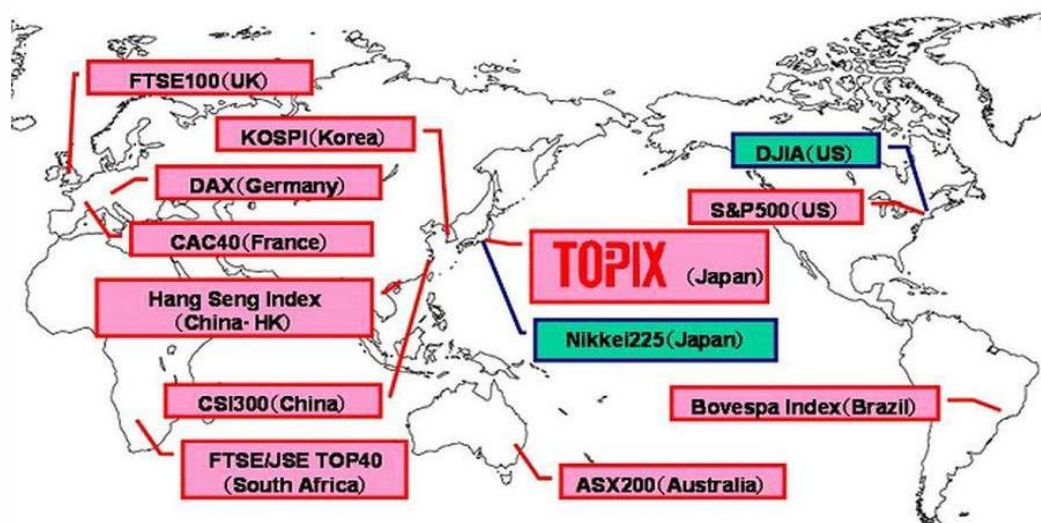 FTSE100(UK)
KOSPI(Korea)
DJIA(US)
DAX(Germany)
S&P500(US)
CAC40(France)
TOPIX (Japan)
Hang Seng Index
(China- HK)
Nikkei225(Japan)
CSI300(China)
Bovespa Index(Brazil)
FTSE/JSE TOP40
(South Africa)
ASX200(Australia)